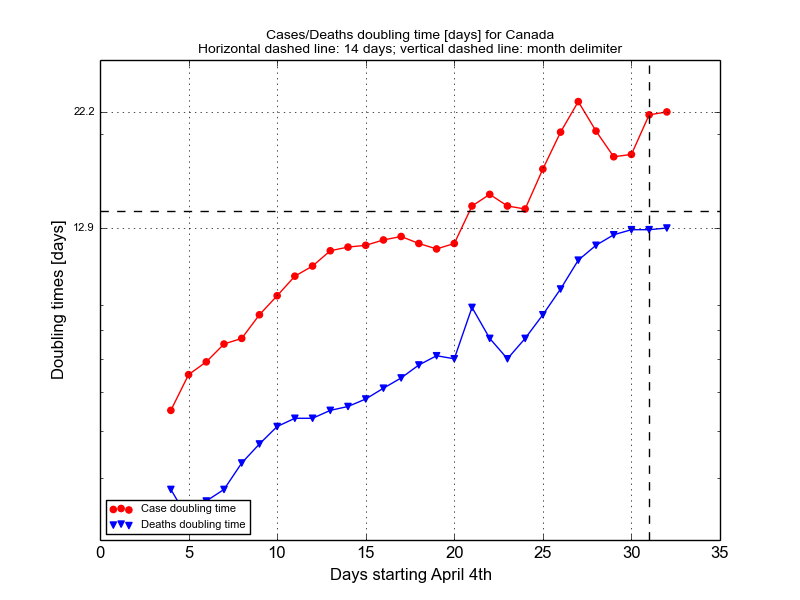 Cases/Deaths doubling time [days] for Canada
Horizontal dashed line: 14 days; vertical dashed line: month delimiter
22.2
12.9
Doubling times [days]
Case doubling time
Deaths doubling time
0 5 10 15 20 25 30 35
Days starting April 4th